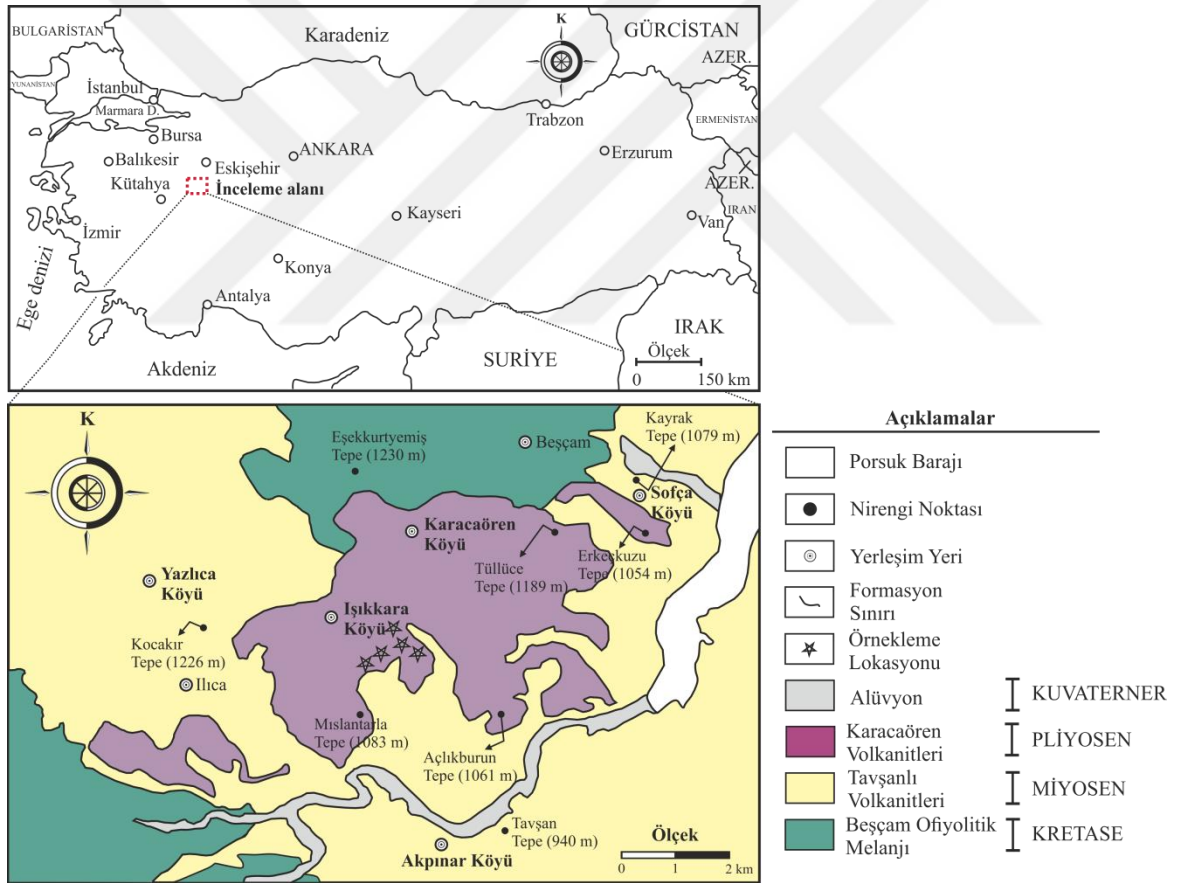 BULGARİSTAN
Karadeniz
K
GÜRCİSTAN
AZER.
YUNANİSTAN
İstanbul
Marmara D.
Trabzon
ERMENİSTAN
Bursa
Balıkesir
Eskişehir
ANKARA
Erzurum
Kütahya
İnceleme alanı
AZER.
IRAN
İzmir
Kayseri
Van
Ege denizi
Konya
Antalya
Akdeniz
SURİYE
IRAK
Ölçek
0 150 km
K
Eşekkurtyemiş
Tepe (1230 m)
Beşçam
Kayrak
Tepe (1079 m)
Sofça
Köyü
Karacaören
Köyü
Tüllüce
Tepe (1189 m)
Erkeçkuzu
Tepe (1054 m)
Yazlıca
Köyü
Işıkkara
Köyü
Kocakır
Tepe (1226 m)
Ilıca
Mıslantarla
Tepe (1083 m)
Açlıkburun
Tepe (1061 m)
Tavşan
Tepe (940 m)
Akpınar Köyü
Ölçek
0 1 2 km
Açıklamalar
Porsuk Barajı
Nirengi Noktası
Yerleşim Yeri
Formasyon
Sınırı
Örnekleme
Lokasyonu
Alüvyon KUVATERNER
Karacaören
Volkanitleri
PLİYOSEN
Tavşanlı
Volkanitleri
MİYOSEN
Beşçam Ofiyolitik
Melanjı
KRETASE